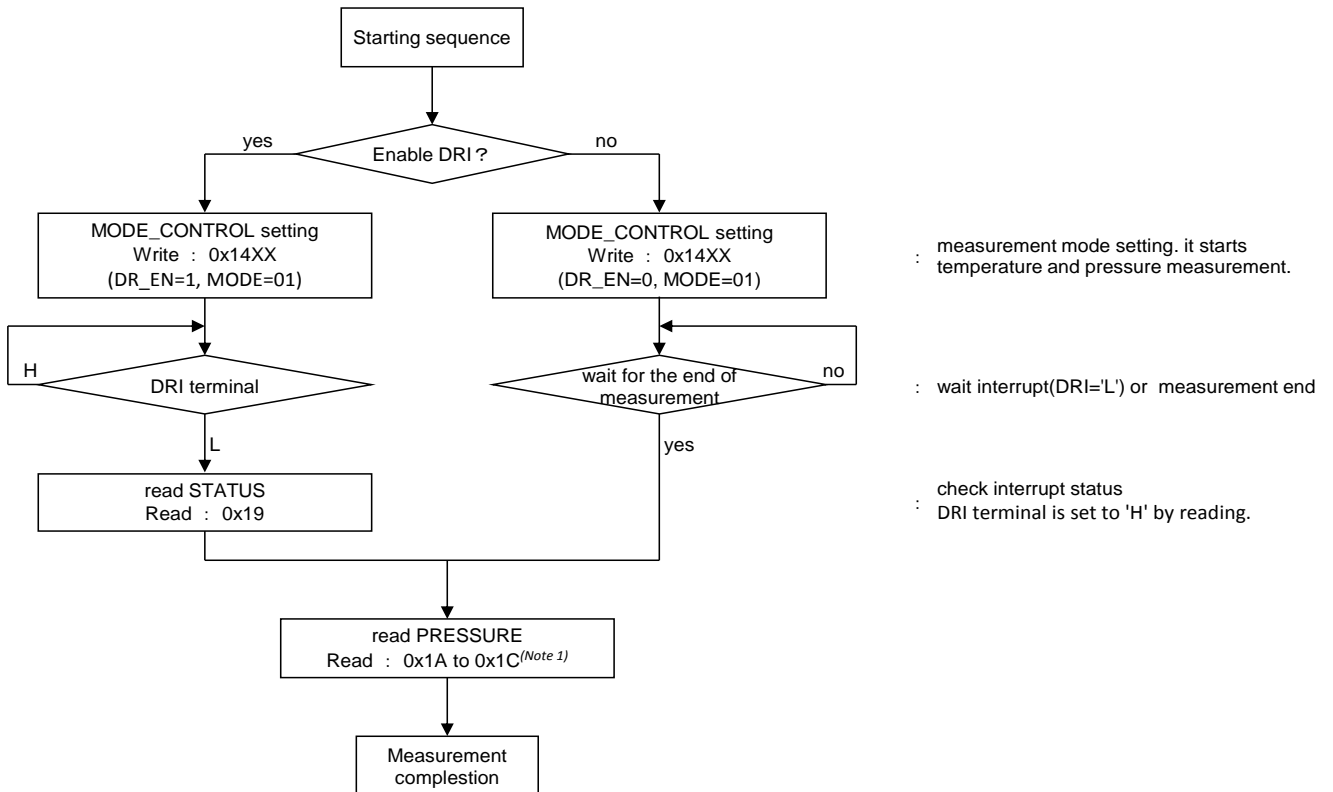 Starting sequence
yes
Enable DRI？
no
MODE_CONTROL setting
Write : 0x14XX
(DR_EN=1, MODE=01)
MODE_CONTROL setting
Write : 0x14XX
(DR_EN=0, MODE=01)
: measurement mode setting. it starts
temperature and pressure measurement.
H
DRI terminal
L
wait for the end of
measurement
no
yes
: wait interrupt(DRI='L') or measurement end
read STATUS
Read : 0x19
: check interrupt status
DRI terminal is set to 'H' by reading.
read PRESSURE
Read : 0x1A to 0x1C(Note 1)
Measurement
complestion